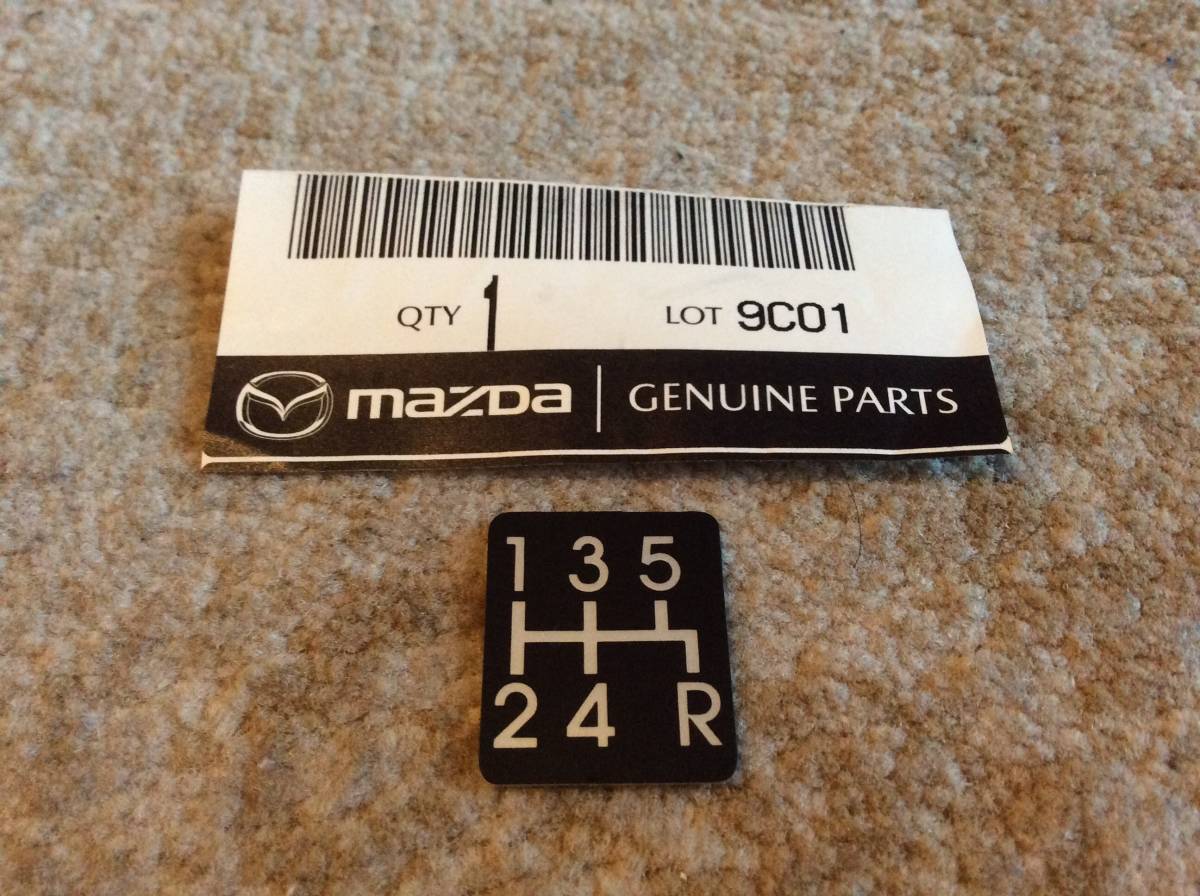 QTY 1 LOT 9C01
mazda GENUINE PARTS
1 3 5
2 4 R